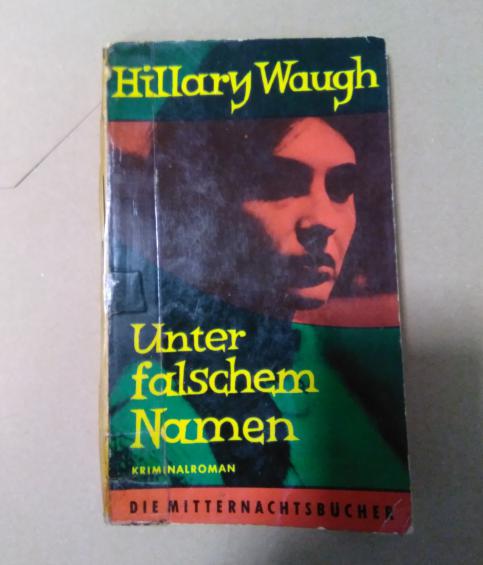 Hillary Waugh
Unter
falschem
Namen
KRIMINALROMAN
DIE MITTERNACHTSBÜCHER